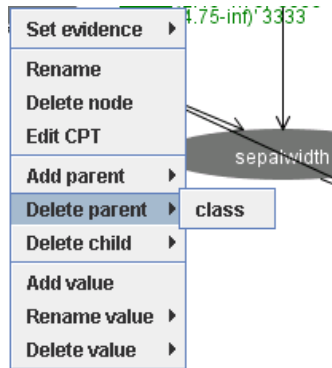 4.75-inf)' 3333
Set evidence
Rename
Delete node
Edit CPT
sepalwidth
Add parent
Delete parent
class
Delete child
Add value
Rename value
Delete value